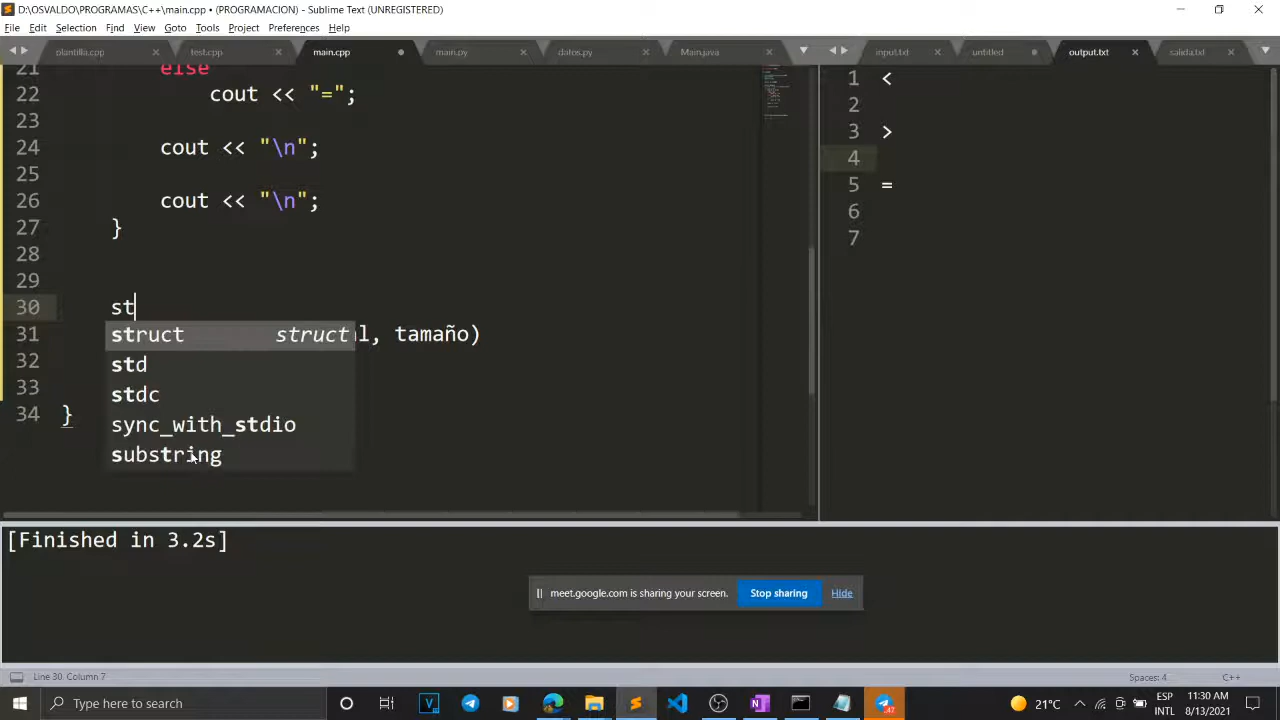 D:\OSVALDO\PROGRAMAS\C++\main.cpp • (PROGRAMACION) - Sublime Text (UNREGISTERED)
File Edit Selection Find View Goto Tools Project Preferences Help
plantilla.cpp test.cpp main.cpp main.py datos.py Main.java input.txt untitled output.txt salida.txt
21 else
22 cout << "=";
23
24 cout << "\n";
25
26 cout << "\n";
27 }
28
29
30 st
31 l, tamaño)
32
33
34 }
struct struct
std
stdc
sync_with_stdio
substring
1 <
2
3 >
4
5 =
6
7
[Finished in 3.2s]
meet.google.com is sharing your screen. Stop sharing Hide
Line 30, Column 7 Spaces: 4 C++
Type here to search 21°C ESP INTL 11:30 AM 8/13/2021